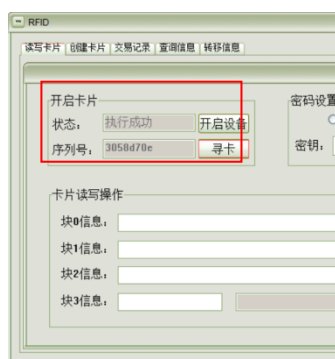 RFID
读写卡片 创建卡片 交易记录 查询信息 转移信息
开启卡片
密码设置
状态： 执行成功 开启设备
序列号： 3058d70e 寻卡
密钥：
卡片读写操作
块0信息：
块1信息：
块2信息：
块3信息：